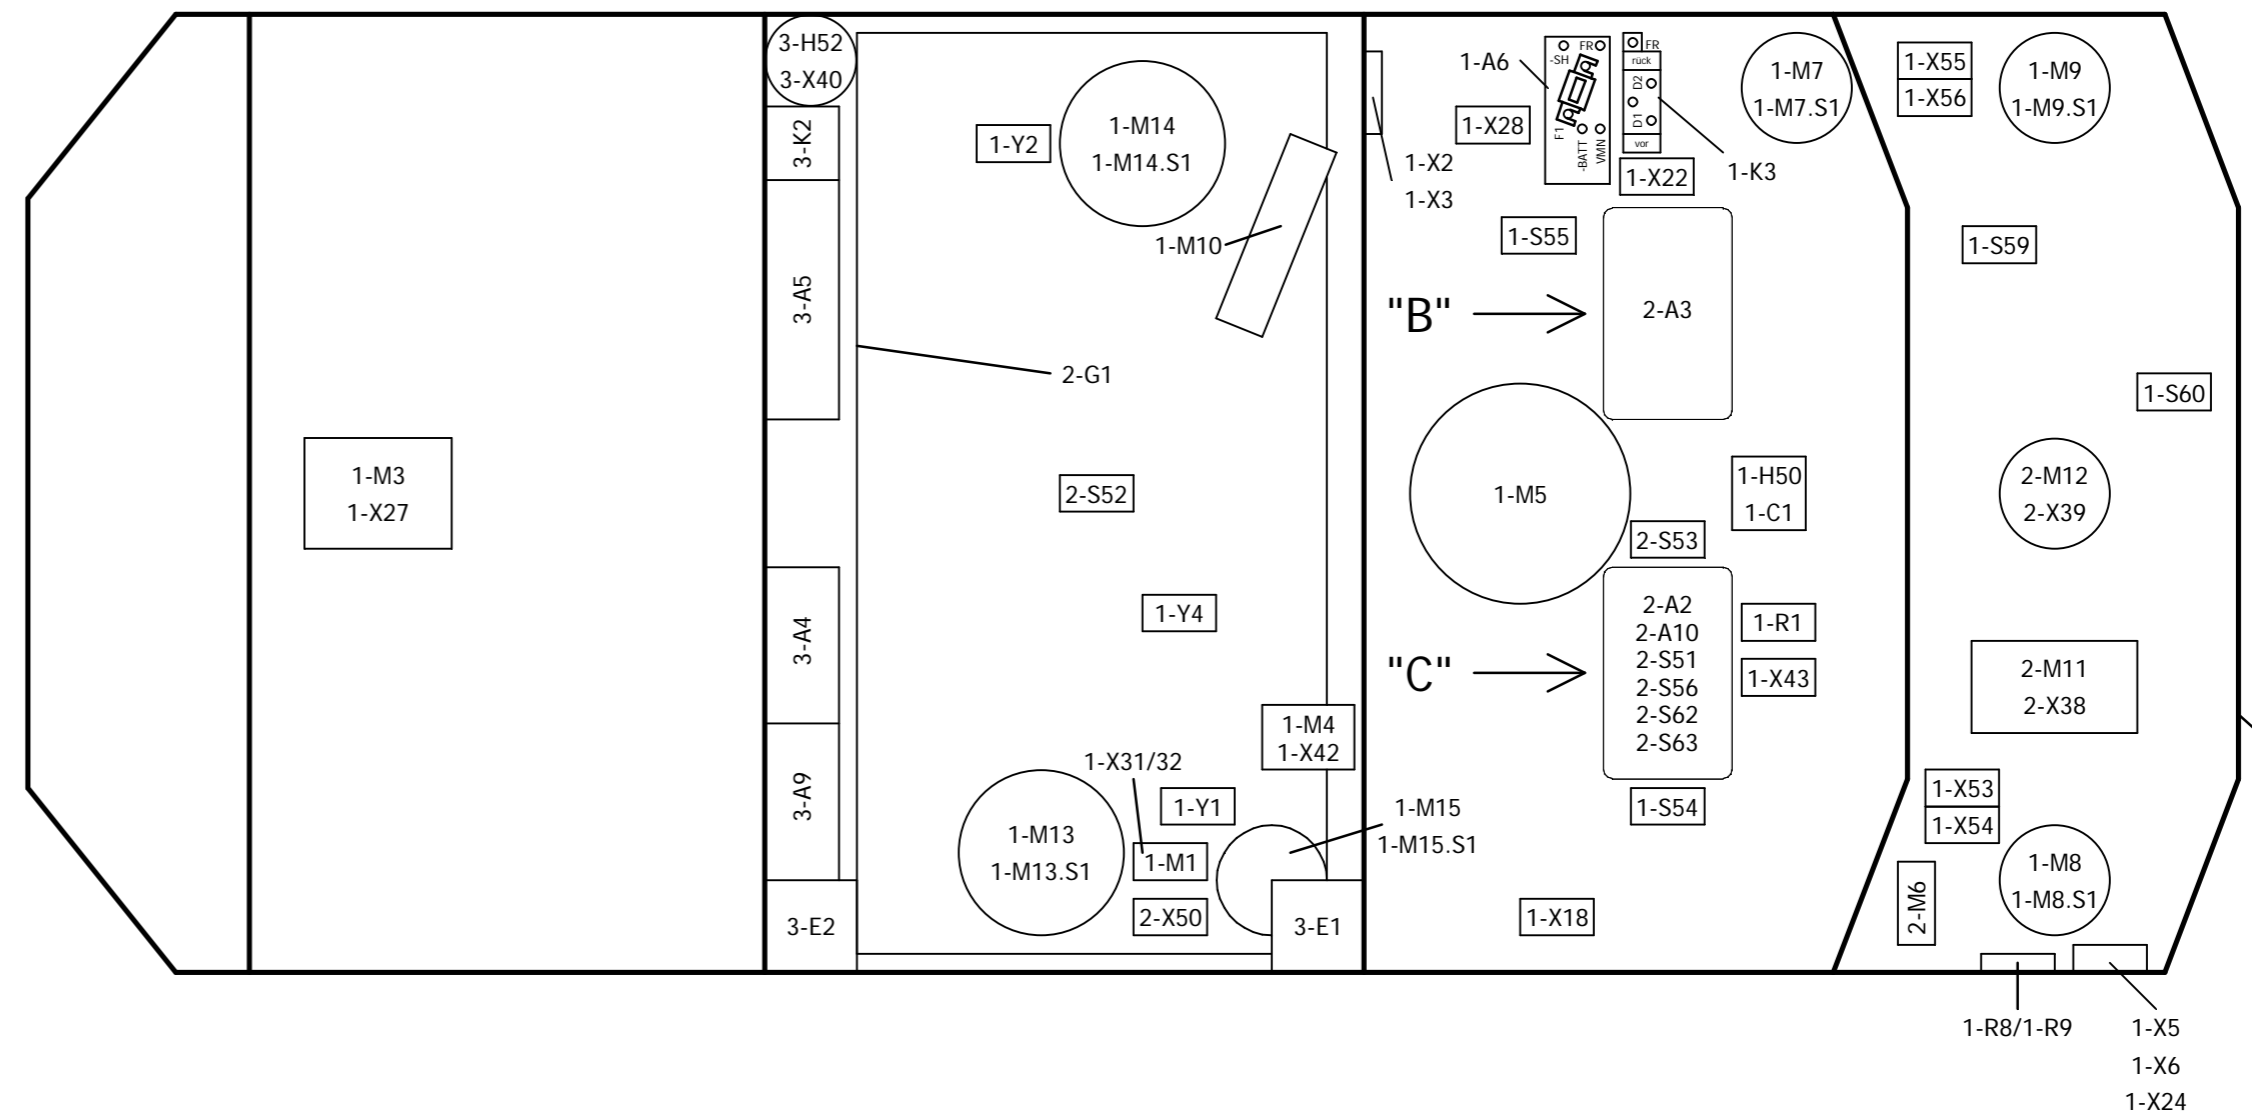 3-H52
3-X40
3-K2
3-A5
3-A4
3-A9
3-E2
1-M3
1-X27
1-Y2
1-M14
1-M14.S1
1-M10
2-G1
2-S52
1-Y4
1-M4
1-X42
1-X31/32
1-Y1
1-M13
1-M13.S1
1-M1
2-X50
3-E1
1-M15
1-M15.S1
1-X2
1-X3
1-A6
1-X28
-SH
FR
F1
-BATT
VMN
FR
rück
D2
D1
vor
1-X22
1-K3
1-M7
1-M7.S1
1-S55
"B"
2-A3
1-M5
1-H50
1-C1
2-S53
"C"
2-A2
2-A10
2-S51
2-S56
2-S62
2-S63
1-R1
1-X43
1-S54
1-X18
1-X55
1-X56
1-M9
1-M9.S1
1-S59
1-S60
2-M12
2-X39
2-M11
2-X38
1-X53
1-X54
2-M6
1-M8
1-M8.S1
1-R8/1-R9
1-X5
1-X6
1-X24